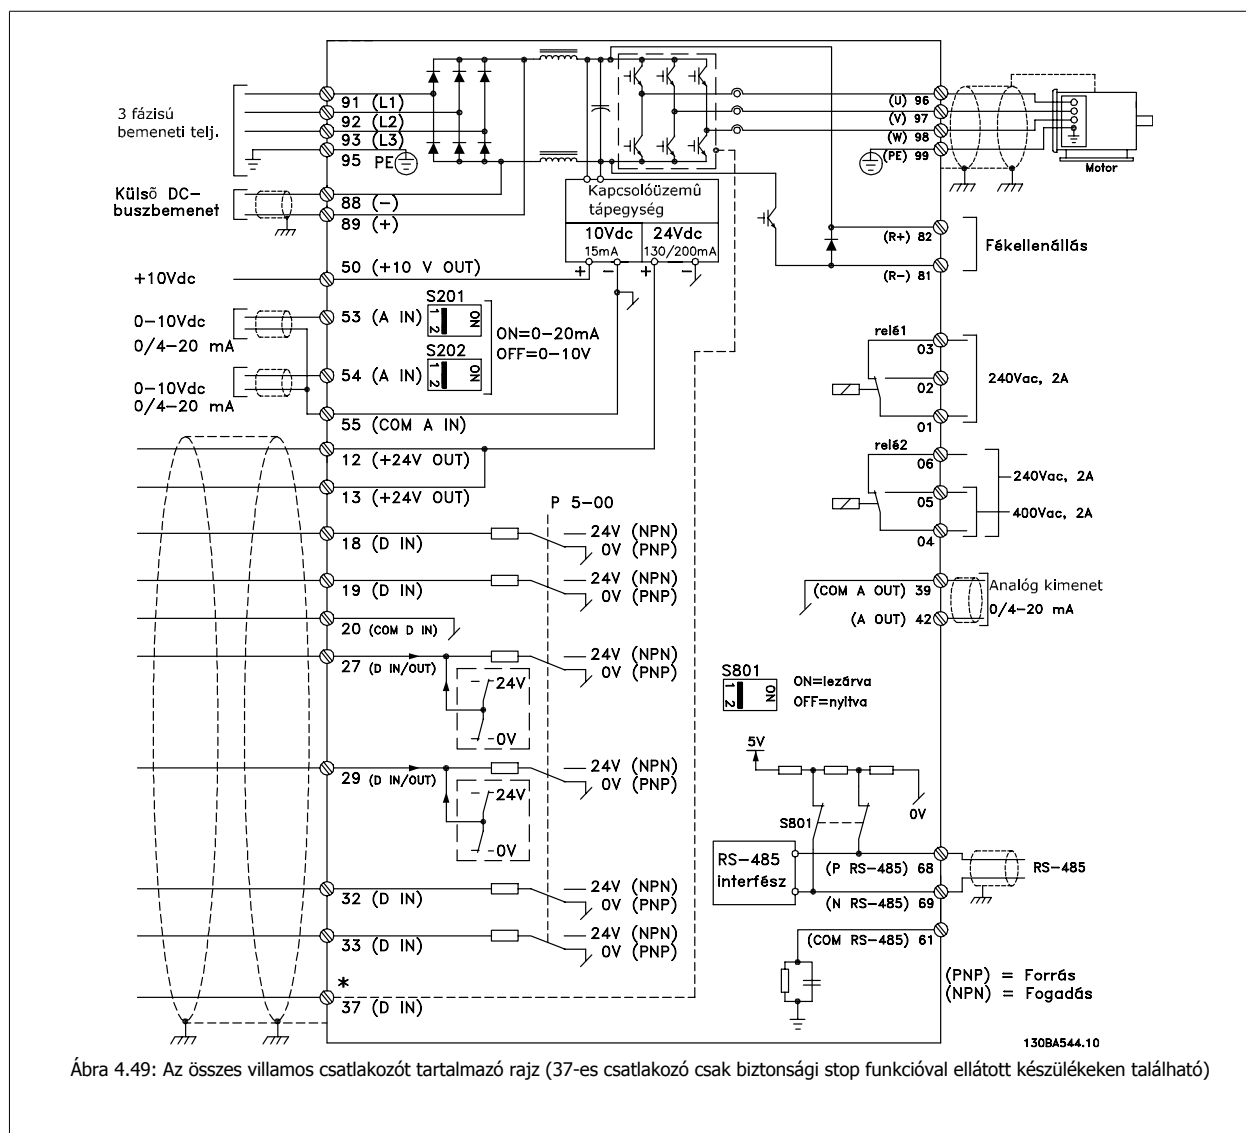 3 fázisú
bemeneti telj.
91 (L1)
92 (L2)
93 (L3)
95 PE
Külső DC-
buszbemenet
88 (-)
89 (+)
Kapcsolóüzemű
tápegység
10Vdc
15mA
24Vdc
130/200mA
+ - + -
(U) 96
(V) 97
(W) 98
(PE) 99
Motor
(R+) 82
(R-) 81
Fékellenállás
+10Vdc
50 (+10 V OUT)
0-10Vdc
0/4-20 mA
53 (A IN)
S201
1 2 ON
ON=0-20mA
OFF=0-10V
0-10Vdc
0/4-20 mA
54 (A IN)
S202
1 2 ON
55 (COM A IN)
12 (+24V OUT)
13 (+24V OUT)
relé1
03
02
01
240Vac, 2A
relé2
06
05
04
240Vac, 2A
400Vac, 2A
P 5-00
18 (D IN)
24V (NPN)
0V (PNP)
19 (D IN)
24V (NPN)
0V (PNP)
20 (COM D IN)
27 (D IN/OUT)
24V (NPN)
0V (PNP)
24V
0V
29 (D IN/OUT)
24V (NPN)
0V (PNP)
24V
0V
32 (D IN)
24V (NPN)
0V (PNP)
33 (D IN)
24V (NPN)
0V (PNP)
*
37 (D IN)
(COM A OUT) 39
(A OUT) 42
Analóg kimenet
0/4-20 mA
S801
1 2 ON
ON=lezárva
OFF=nyitva
5V
0V
S801
RS-485
interfész
(P RS-485) 68
(N RS-485) 69
(COM RS-485) 61
RS-485
(PNP) = Forrás
(NPN) = Fogadás
130BA544.10
Ábra 4.49: Az összes villamos csatlakozót tartalmazó rajz (37-es csatlakozó csak biztonsági stop funkcióval ellátott készülékeken található)